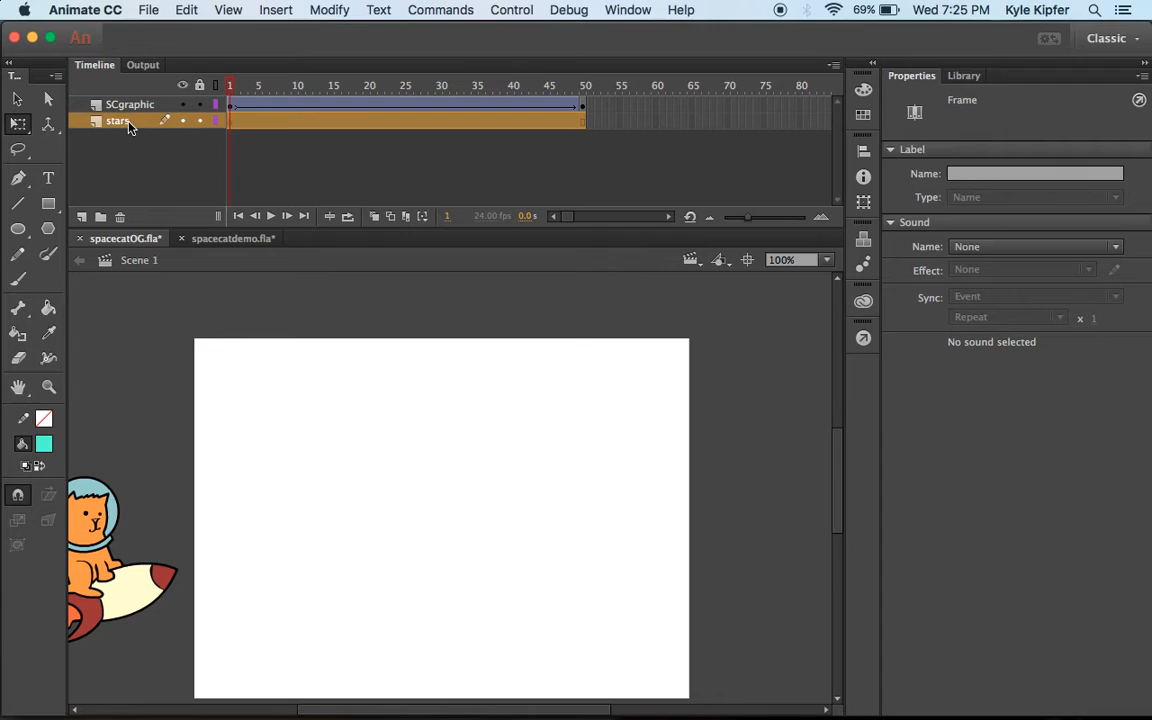 Animate CC File Edit View Insert Modify Text Commands Control Debug Window Help 69% Wed 7:25 PM Kyle Kipfer
An Classic
Timeline Output
T... Properties Library
1 5 10 15 20 25 30 35 40 45 50 55 60 65 70 75 80
Frame
SCgraphic
stars
Label
Name:
Type: Name
1 24.00 fps 0.0 s
Sound
spacecatOG.fla* spacecatdemo.fla*
Name: None
Scene 1 100%
Effect: None
Sync: Event
Repeat x 1
No sound selected